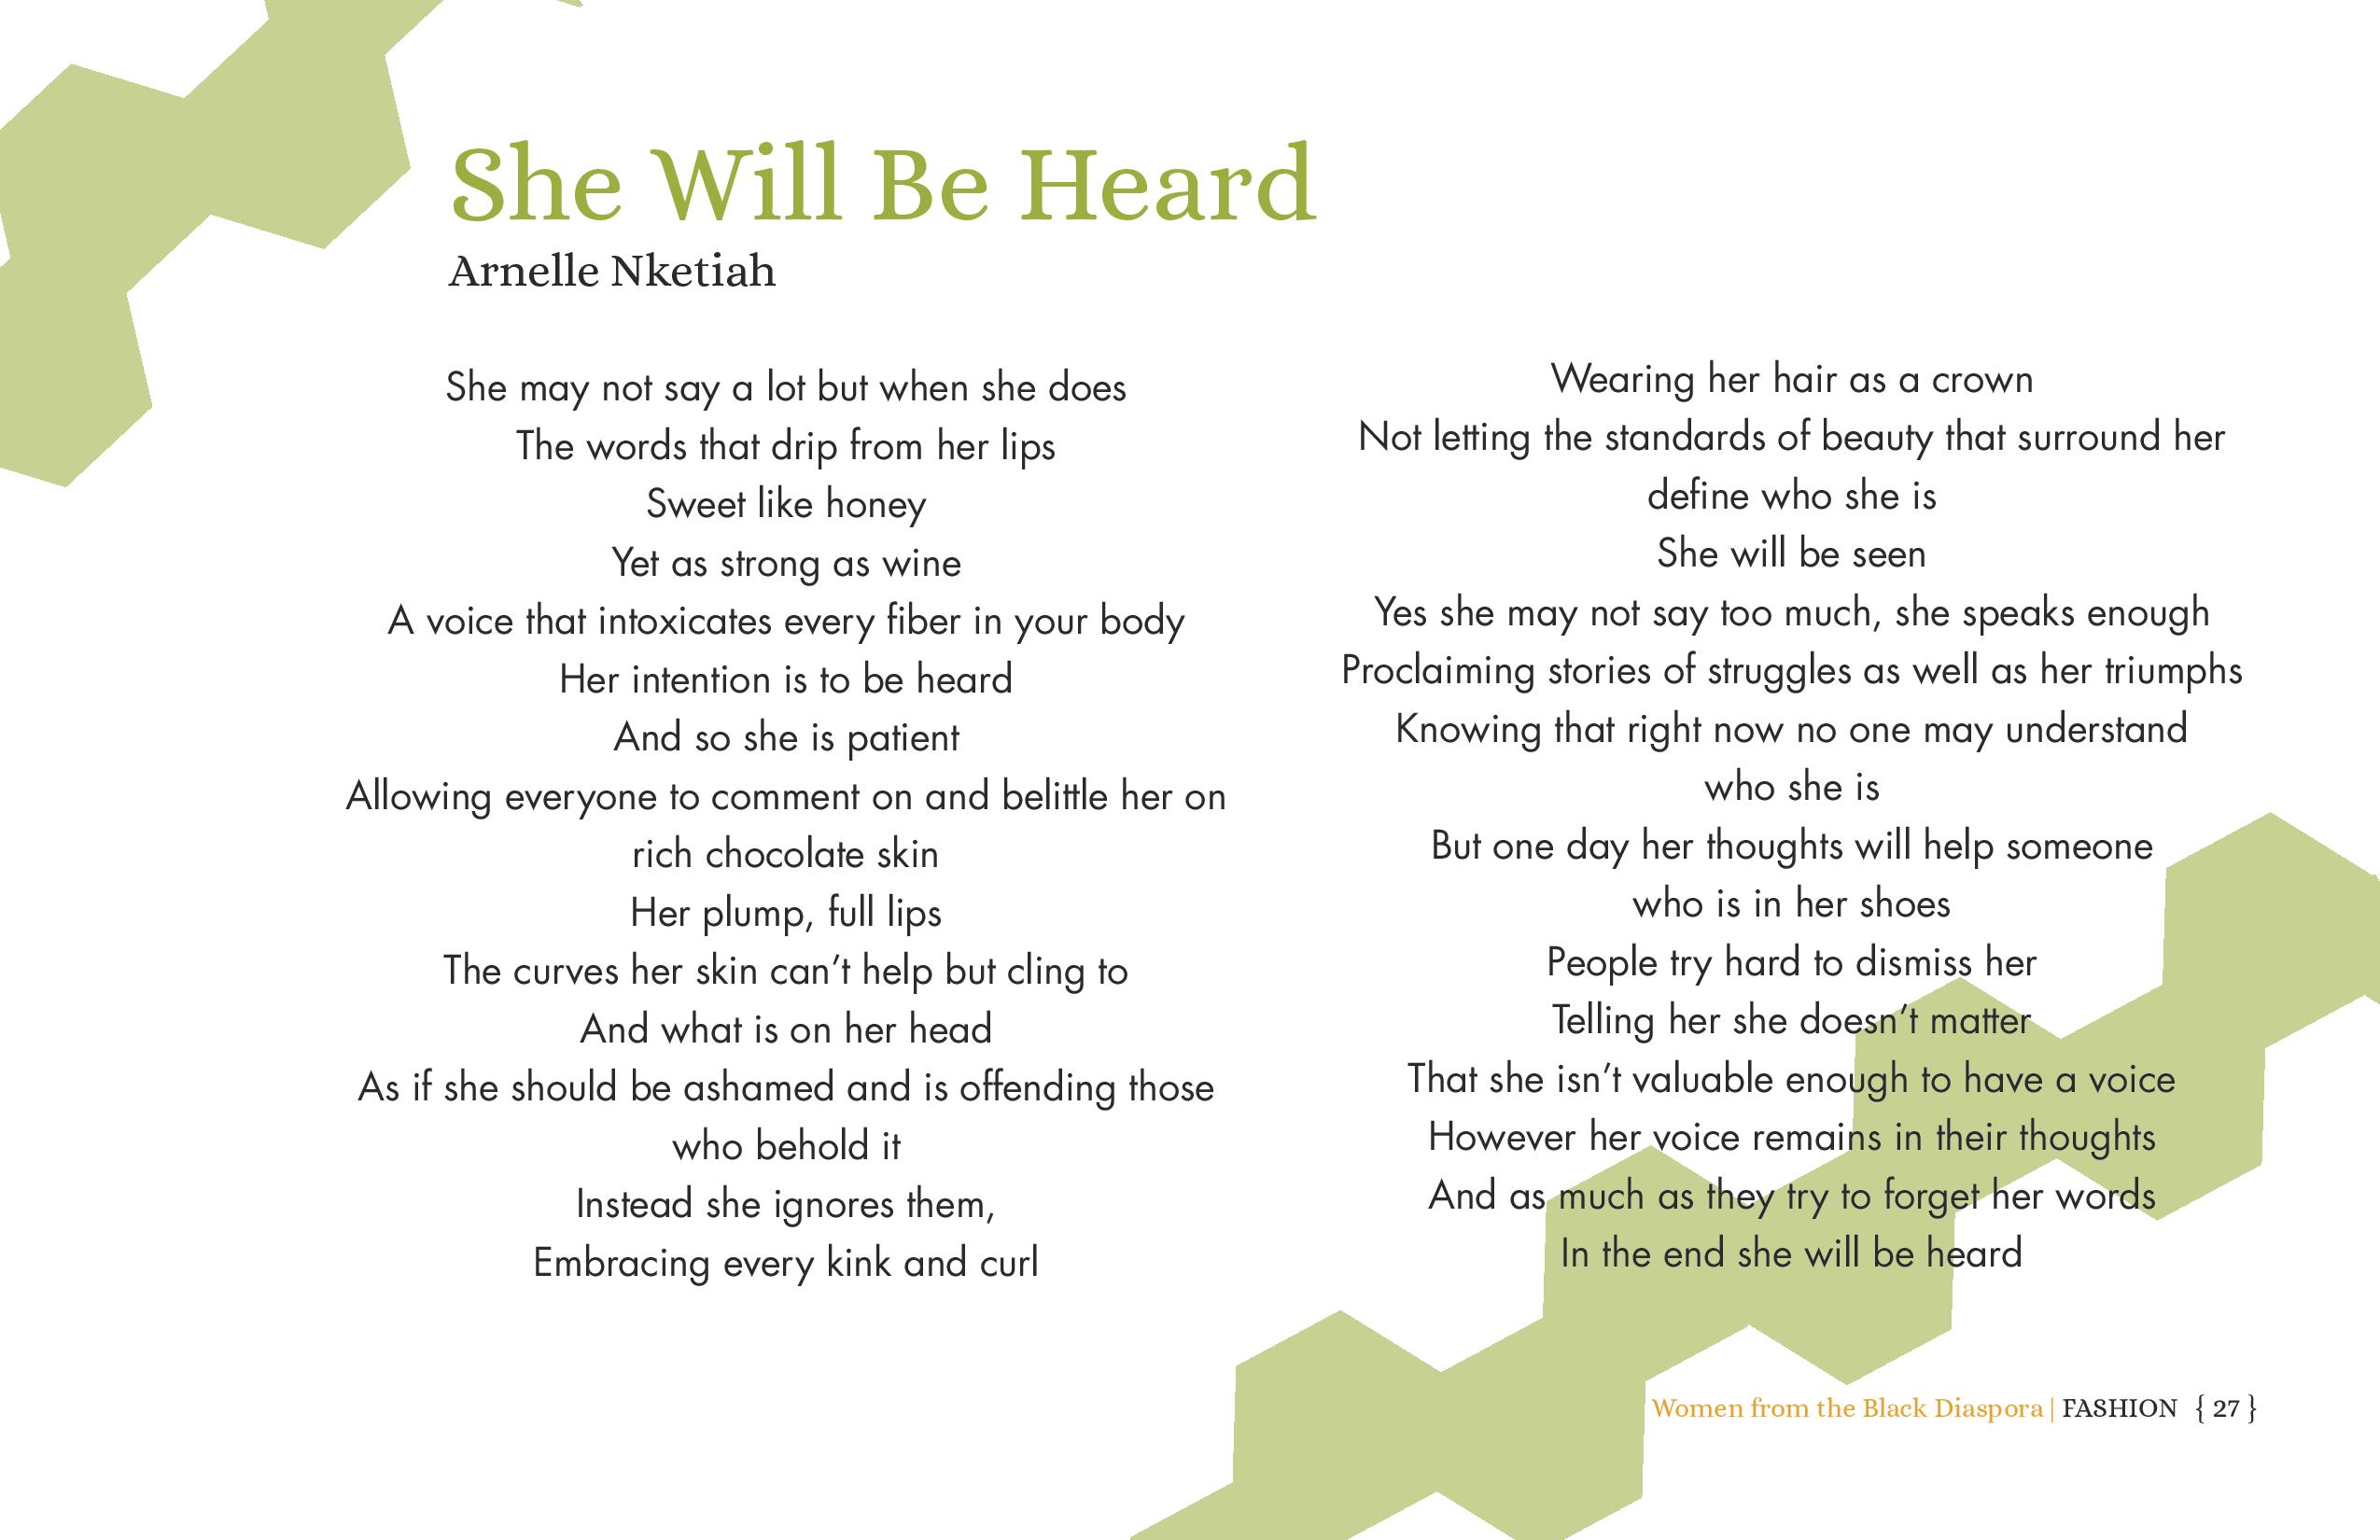 She Will Be Heard
Arnelle Nketiah
She may not say a lot but when she does
The words that drip from her lips
Sweet like honey
Yet as strong as wine
A voice that intoxicates every fiber in your body
Her intention is to be heard
And so she is patient
Allowing everyone to comment on and belittle her on
rich chocolate skin
Her plump, full lips
The curves her skin can’t help but cling to
And what is on her head
As if she should be ashamed and is offending those
who behold it
Instead she ignores them,
Embracing every kink and curl
Wearing her hair as a crown
Not letting the standards of beauty that surround her
define who she is
She will be seen
Yes she may not say too much, she speaks enough
Proclaiming stories of struggles as well as her triumphs
Knowing that right now no one may understand
who she is
But one day her thoughts will help someone
who is in her shoes
People try hard to dismiss her
Telling her she doesn’t matter
That she isn’t valuable enough to have a voice
However her voice remains in their thoughts
And as much as they try to forget her words
In the end she will be heard
Women from the Black Diaspora | FASHION { 27 }